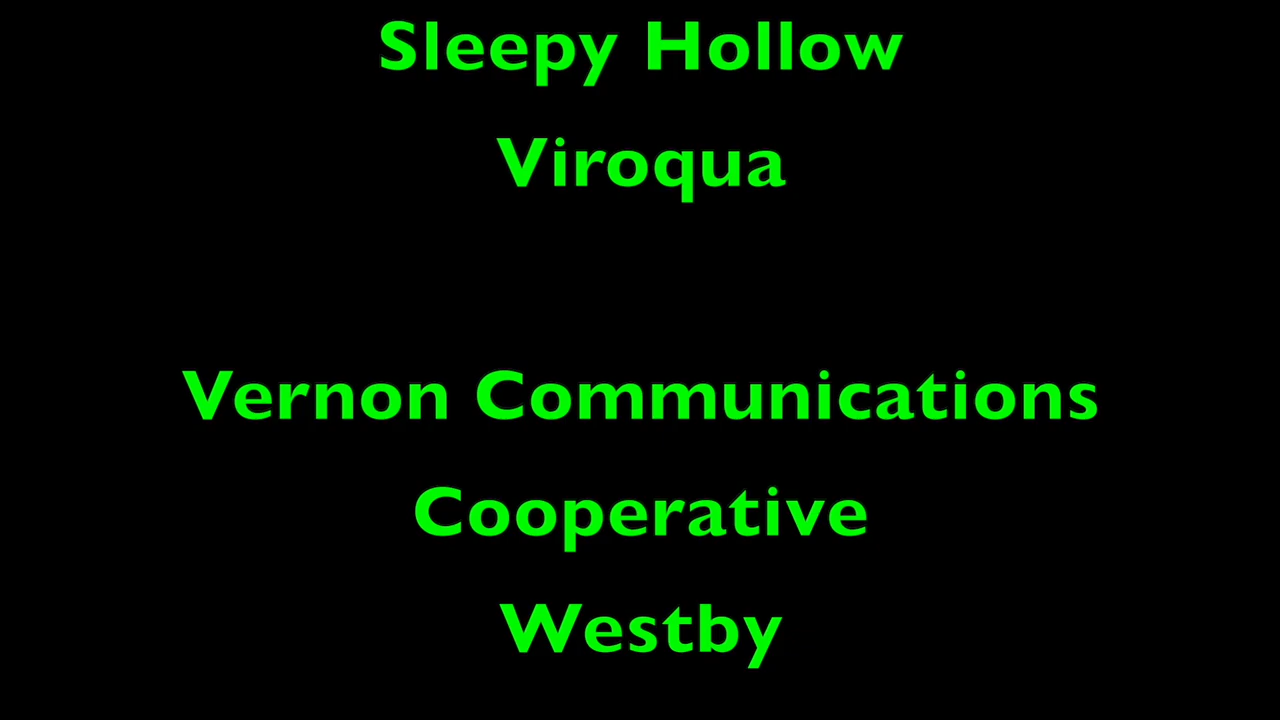 Sleepy Hollow
Viroqua
Vernon Communications
Cooperative
Westby